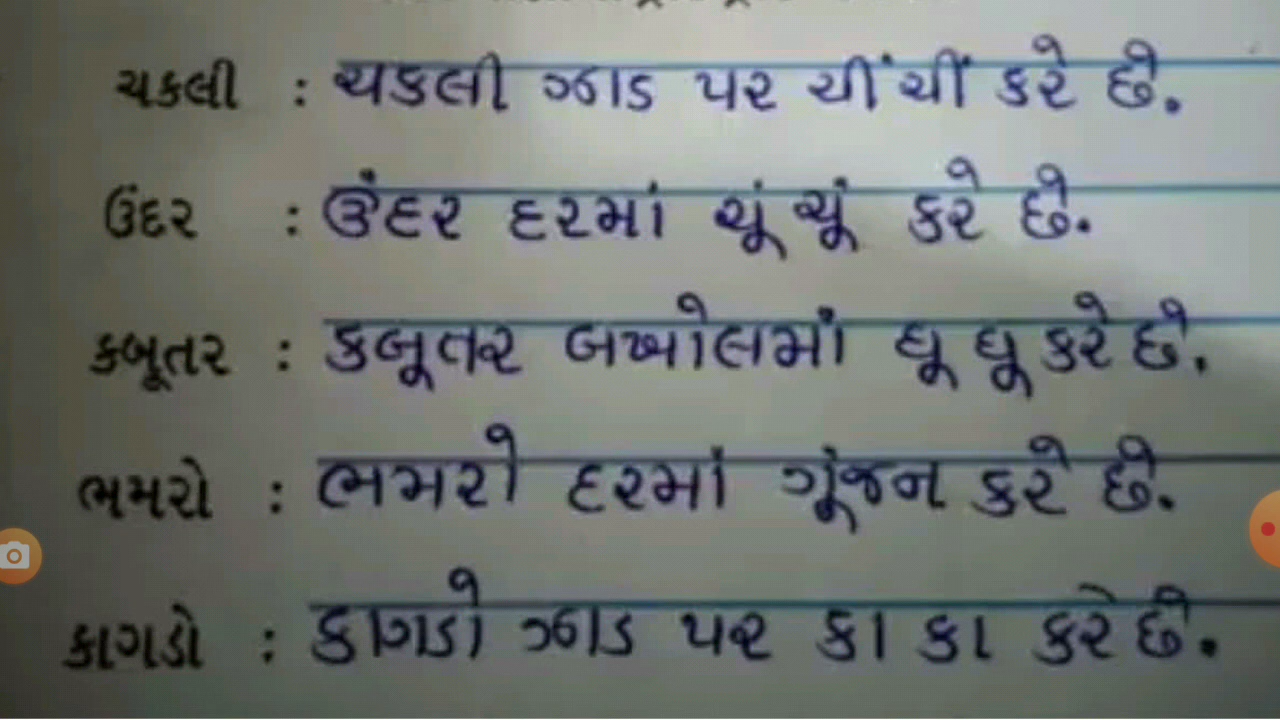 ચકલી : ચકલી ઝાડ પર ચીં ચીં કરે છે.
ઉંદર : ઉંદર દરમાં ચૂં ચૂં કરે છે.
કબૂતર : કબૂતર બખોલમાં ઘૂ ઘૂ કરે છે.
ભમરો : ભમરો દરમાં ગૂંજન કરે છે.
કાગડો : કાગડો ઝાડ પર કા કા કરે છે.